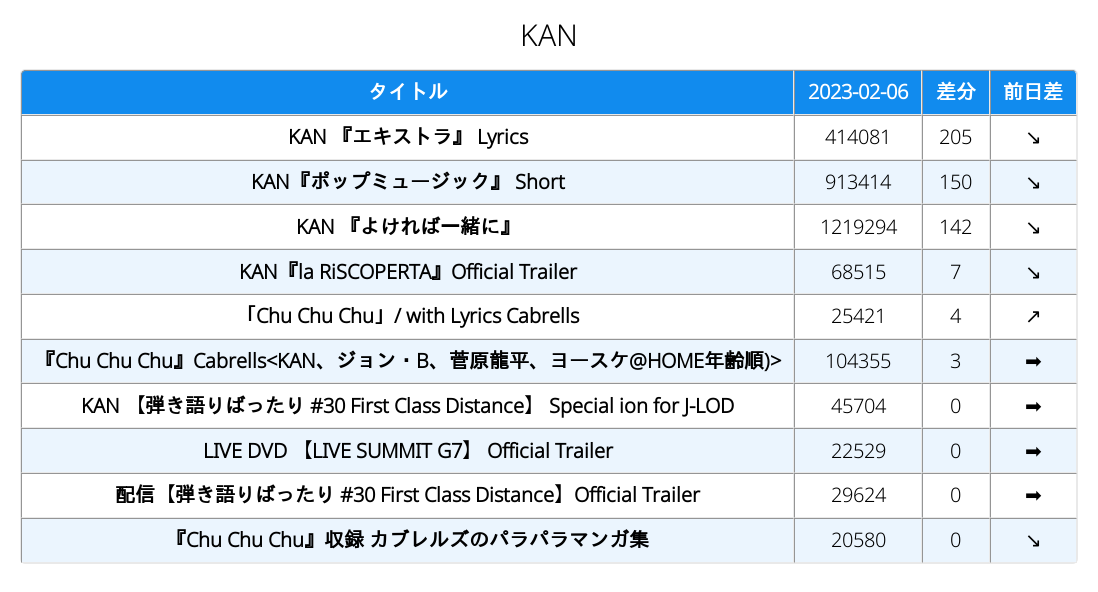 KAN
タイトル 2023-02-06 差分 前日差
KAN 『エキストラ』 Lyrics 414081 205 ↘
KAN『ポップミュージック』 Short 913414 150 ↘
KAN 『よければ一緒に』 1219294 142 ↘
KAN『la RiSCOPERTA』Official Trailer 68515 7 ↘
「Chu Chu Chu」/ with Lyrics Cabrells 25421 4 ↗
『Chu Chu Chu』Cabrells<KAN、ジョン・B、菅原龍平、ヨースケ@HOME年齢順)> 104355 3 ➡
KAN 【弾き語りばったり #30 First Class Distance】 Special ion for J-LOD 45704 0 ➡
LIVE DVD 【LIVE SUMMIT G7】 Official Trailer 22529 0 ➡
配信【弾き語りばったり #30 First Class Distance】Official Trailer 29624 0 ➡
『Chu Chu Chu』収録 カブレルズのパラパラマンガ集 20580 0 ↘